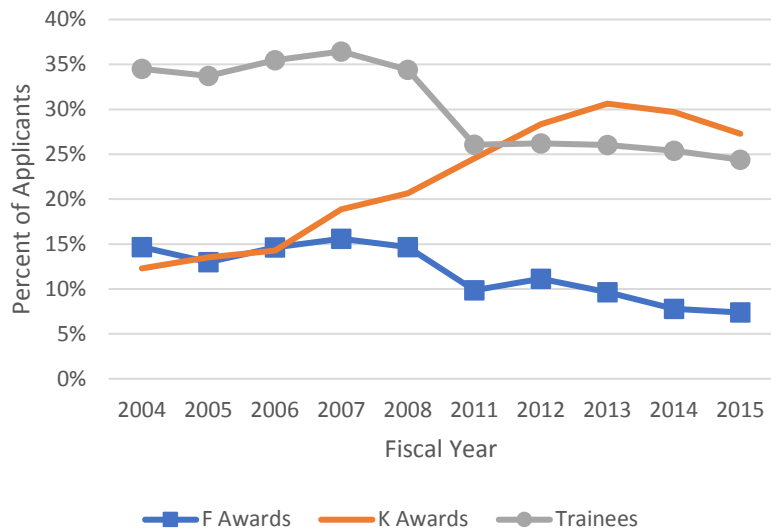 40%
35%
30%
25%
20%
15%
10%
5%
0%
Percent of Applicants
2004 2005 2006 2007 2008 2011 2012 2013 2014 2015
Fiscal Year
F Awards K Awards Trainees